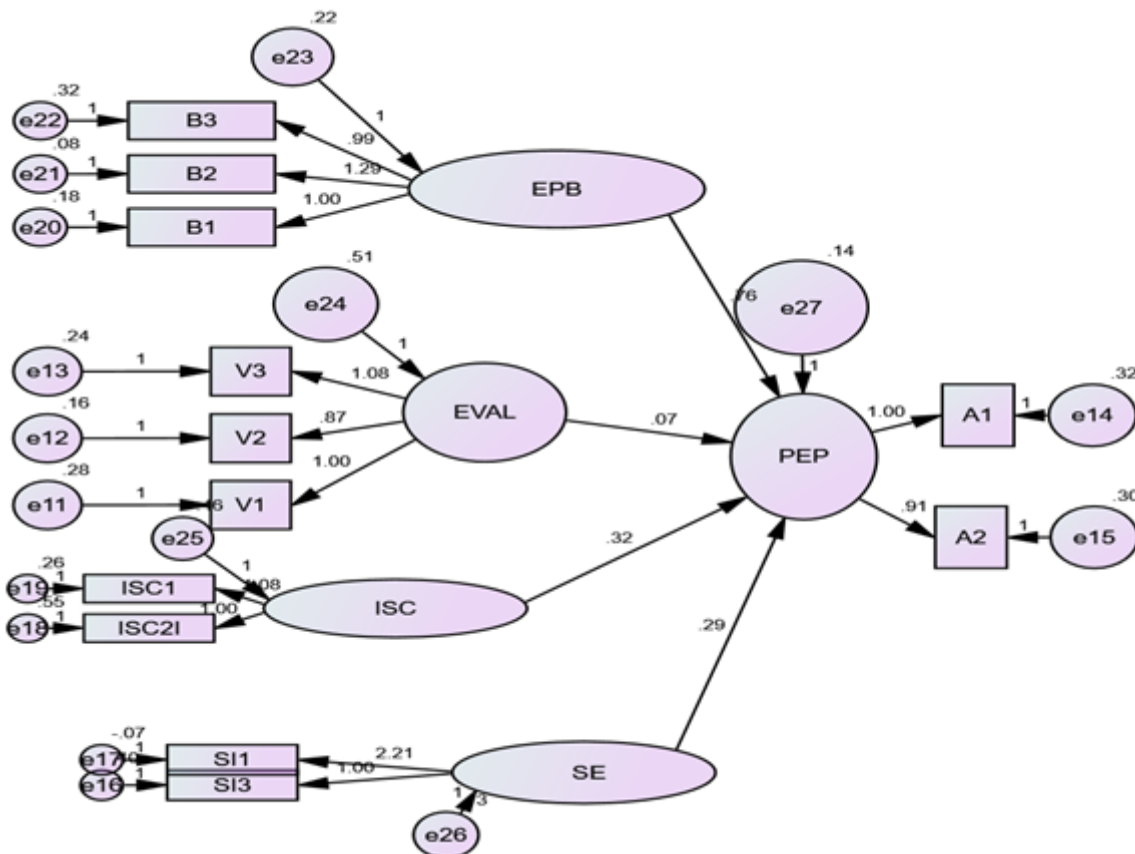 .22
e23
.32
e22
1
B3
1
.99
.08
e21
1
B2
1.29
EPB
.18
e20
1
B1
1.00
.51
e24
.14
.76
e27
.24
e13
1
V3
1
1.08
1
.32
EVAL
.07
1.00
A1
1
e14
.16
e12
1
V2
.87
PEP
.28
e11
1
V1
1.00
.91
.30
A2
1
e15
e25
1
.32
.26
e19
1
ISC1
ISC
.55
e18
1
ISC2I
1.00
.29
-.07
e17
1
SI1
2.21
SE
e16
1
SI3
1.00
1
e26